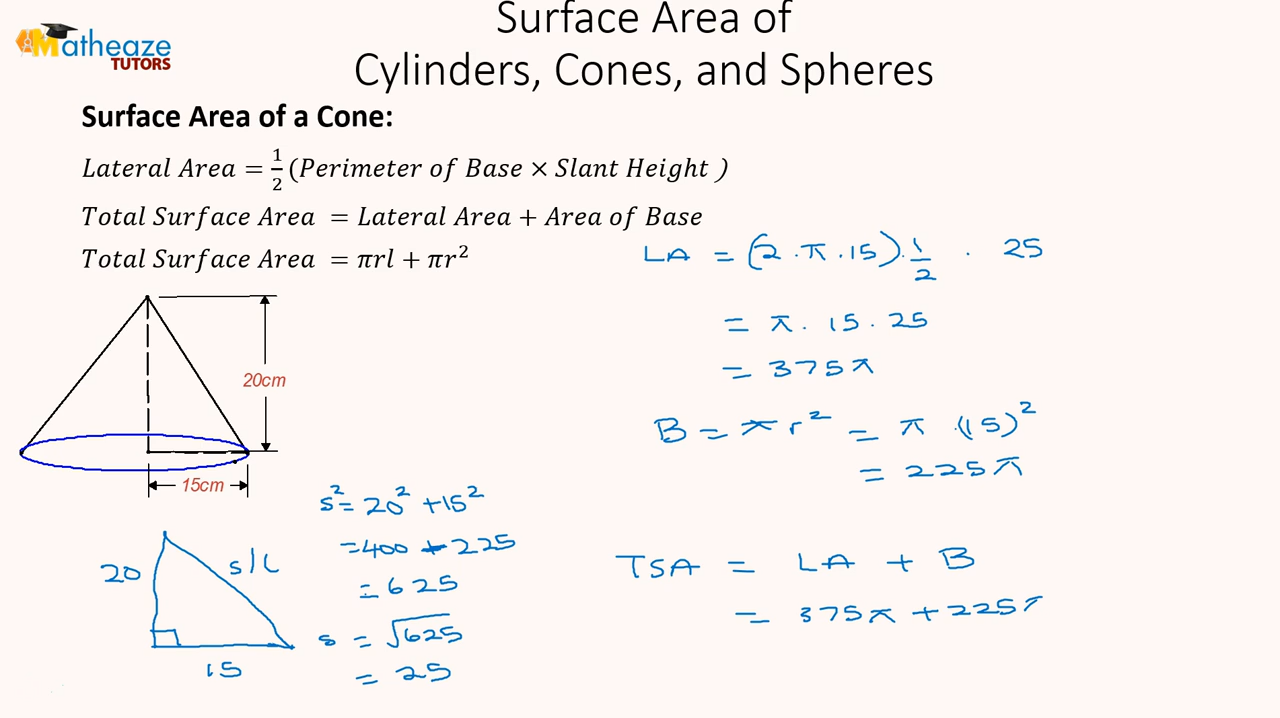 Matheaze
TUTORS
Surface Area of
Cylinders, Cones, and Spheres
Surface Area of a Cone:
Lateral Area = 1/2 (Perimeter of Base × Slant Height )
Total Surface Area = Lateral Area + Area of Base
Total Surface Area = πrl + πr²
20cm
15cm
20
s/L
15
s² = 20² + 15²
= 400 + 225
= 625
s = √625
= 25
LA = (2 . π . 15) . 1/2 . 25
= π . 15 . 25
= 375π
B = πr² = π (15)²
= 225π
TSA = LA + B
= 375π + 225π